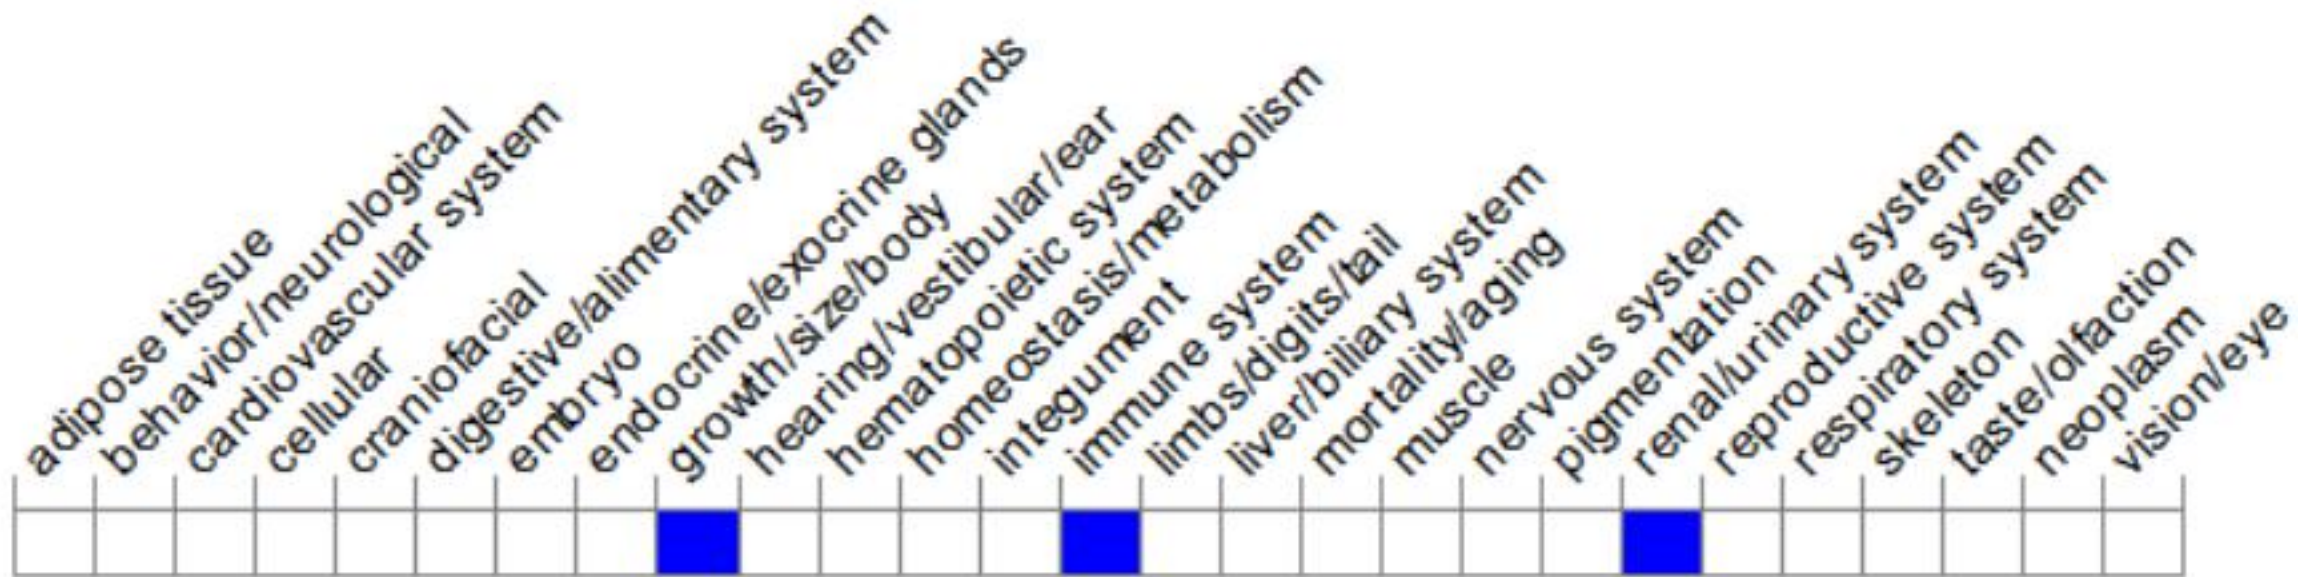 adipose tissue
behavior/neurological
cardiovascular system
cellular
craniofacial
digestive/alimentary system
embryo
endocrine/exocrine glands
growth/size/body
hearing/vestibular/ear
hematopoietic system
homeostasis/metabolism
integument
immune system
limbs/digits/tail
liver/biliary system
mortality/aging
muscle
nervous system
pigmentation
renal/urinary system
reproductive system
respiratory system
skeleton
taste/olfaction
neoplasm
vision/eye